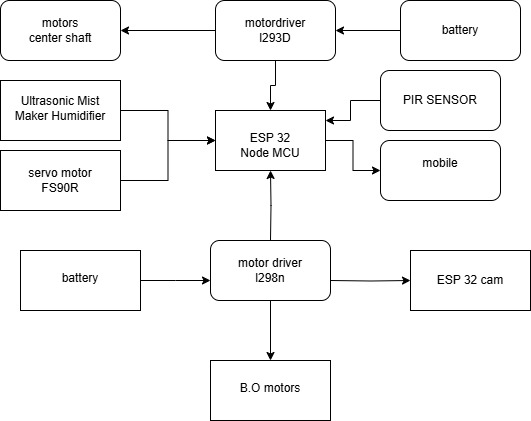 motors
center shaft
motordriver
l293D
battery
Ultrasonic Mist
Maker Humidifier
ESP 32
Node MCU
PIR SENSOR
servo motor
FS90R
mobile
battery
motor driver
l298n
ESP 32 cam
B.O motors